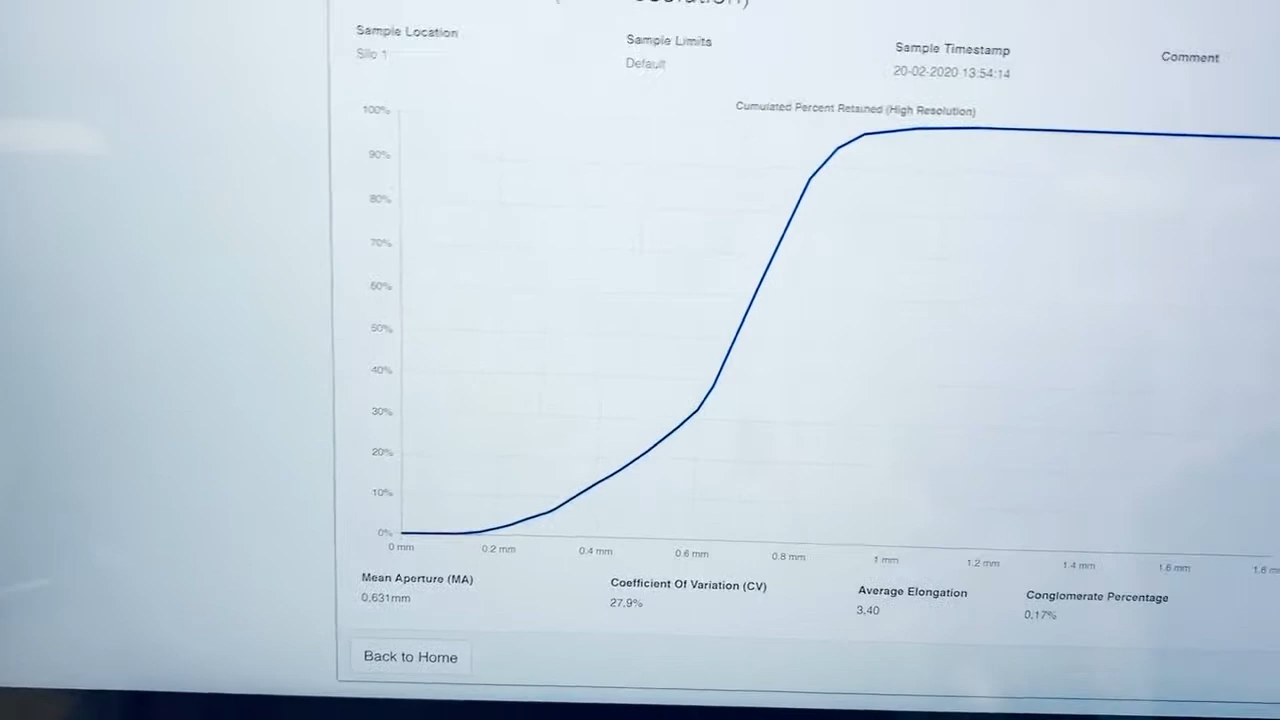 Sample Location
Sample Limits
Sample Timestamp
Comment
Silo 1
Default
20-02-2020 13:54:14
Cumulated Percent Retained (High Resolution)
100%
90%
80%
70%
60%
50%
40%
30%
20%
10%
0%
0 mm
0.2 mm
0.4 mm
0.6 mm
0.8 mm
1 mm
1.2 mm
1.4 mm
1.6 mm
Mean Aperture (MA)
Coefficient Of Variation (CV)
Average Elongation
Conglomerate Percentage
0,631mm
27,9%
3,40
0,17%
Back to Home